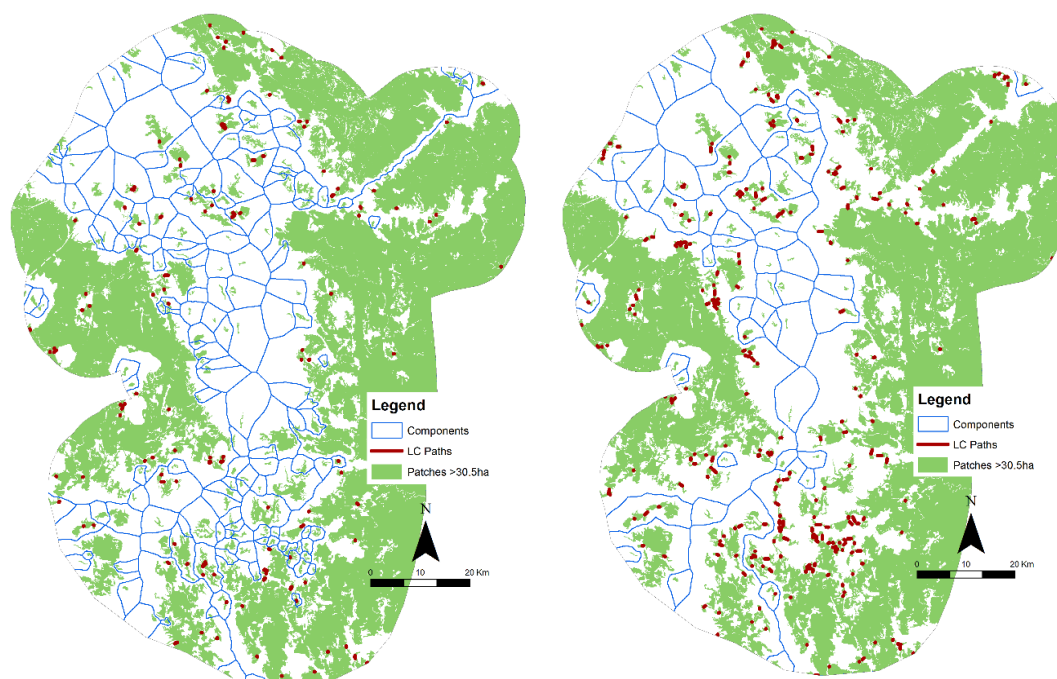 Legend
Components
LC Paths
Patches >30.5ha
N
0 10 20 Km
Legend
Components
LC Paths
Patches >30.5ha
N
0 10 20 Km